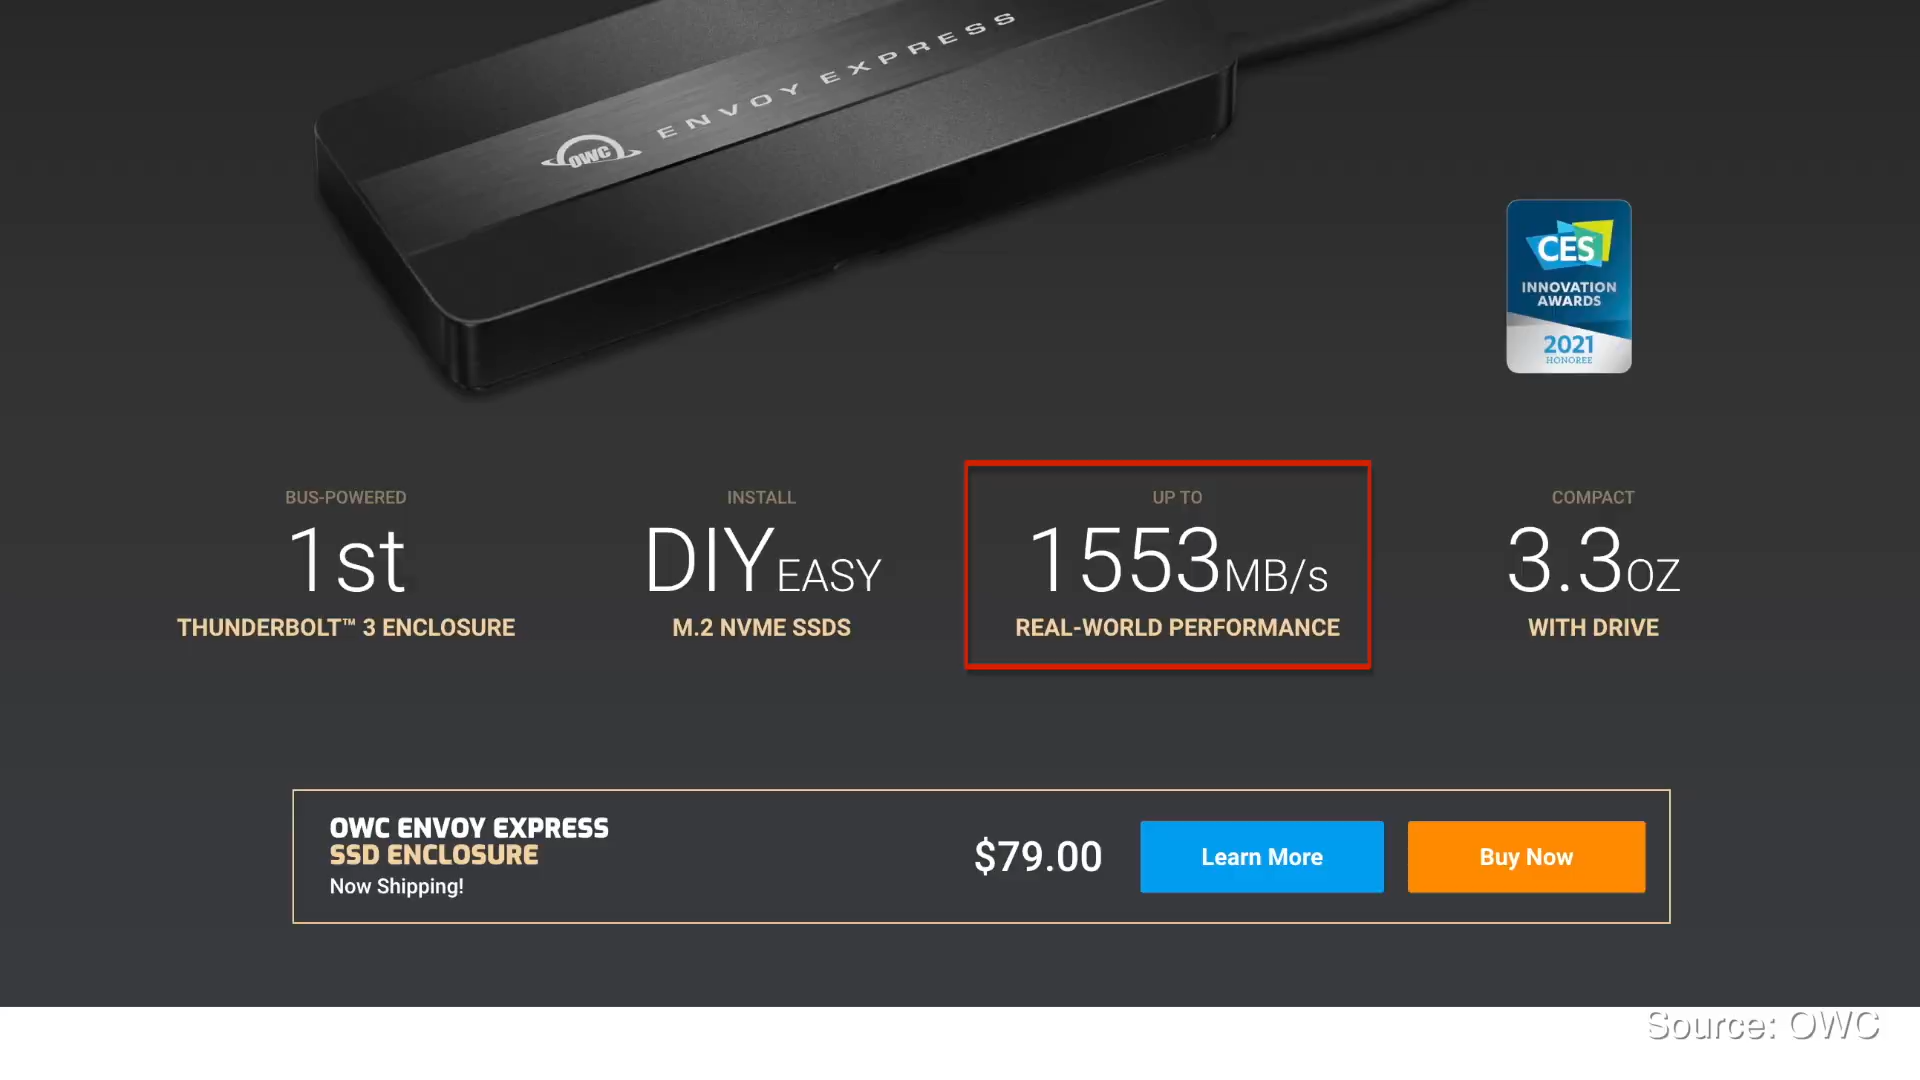 OWC ENVOY EXPRESS
CES
INNOVATION
AWARDS
2021
HONOREE
BUS-POWERED
1st
THUNDERBOLT™ 3 ENCLOSURE
INSTALL
DIY EASY
M.2 NVME SSDS
UP TO
1553MB/s
REAL-WORLD PERFORMANCE
COMPACT
3.3OZ
WITH DRIVE
OWC ENVOY EXPRESS
SSD ENCLOSURE
Now Shipping!
$79.00
Learn More
Buy Now
Source: OWC